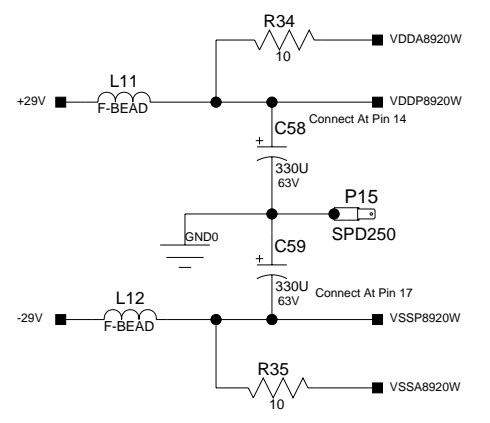 R34
VDDA8920W
10
L11
+29V
F-BEAD
VDDP8920W
Connect At Pin 14
C58
+
330U
63V
P15
SPD250
GND0
C59
+
330U
63V
Connect At Pin 17
L12
-29V
F-BEAD
VSSP8920W
R35
VSSA8920W
10